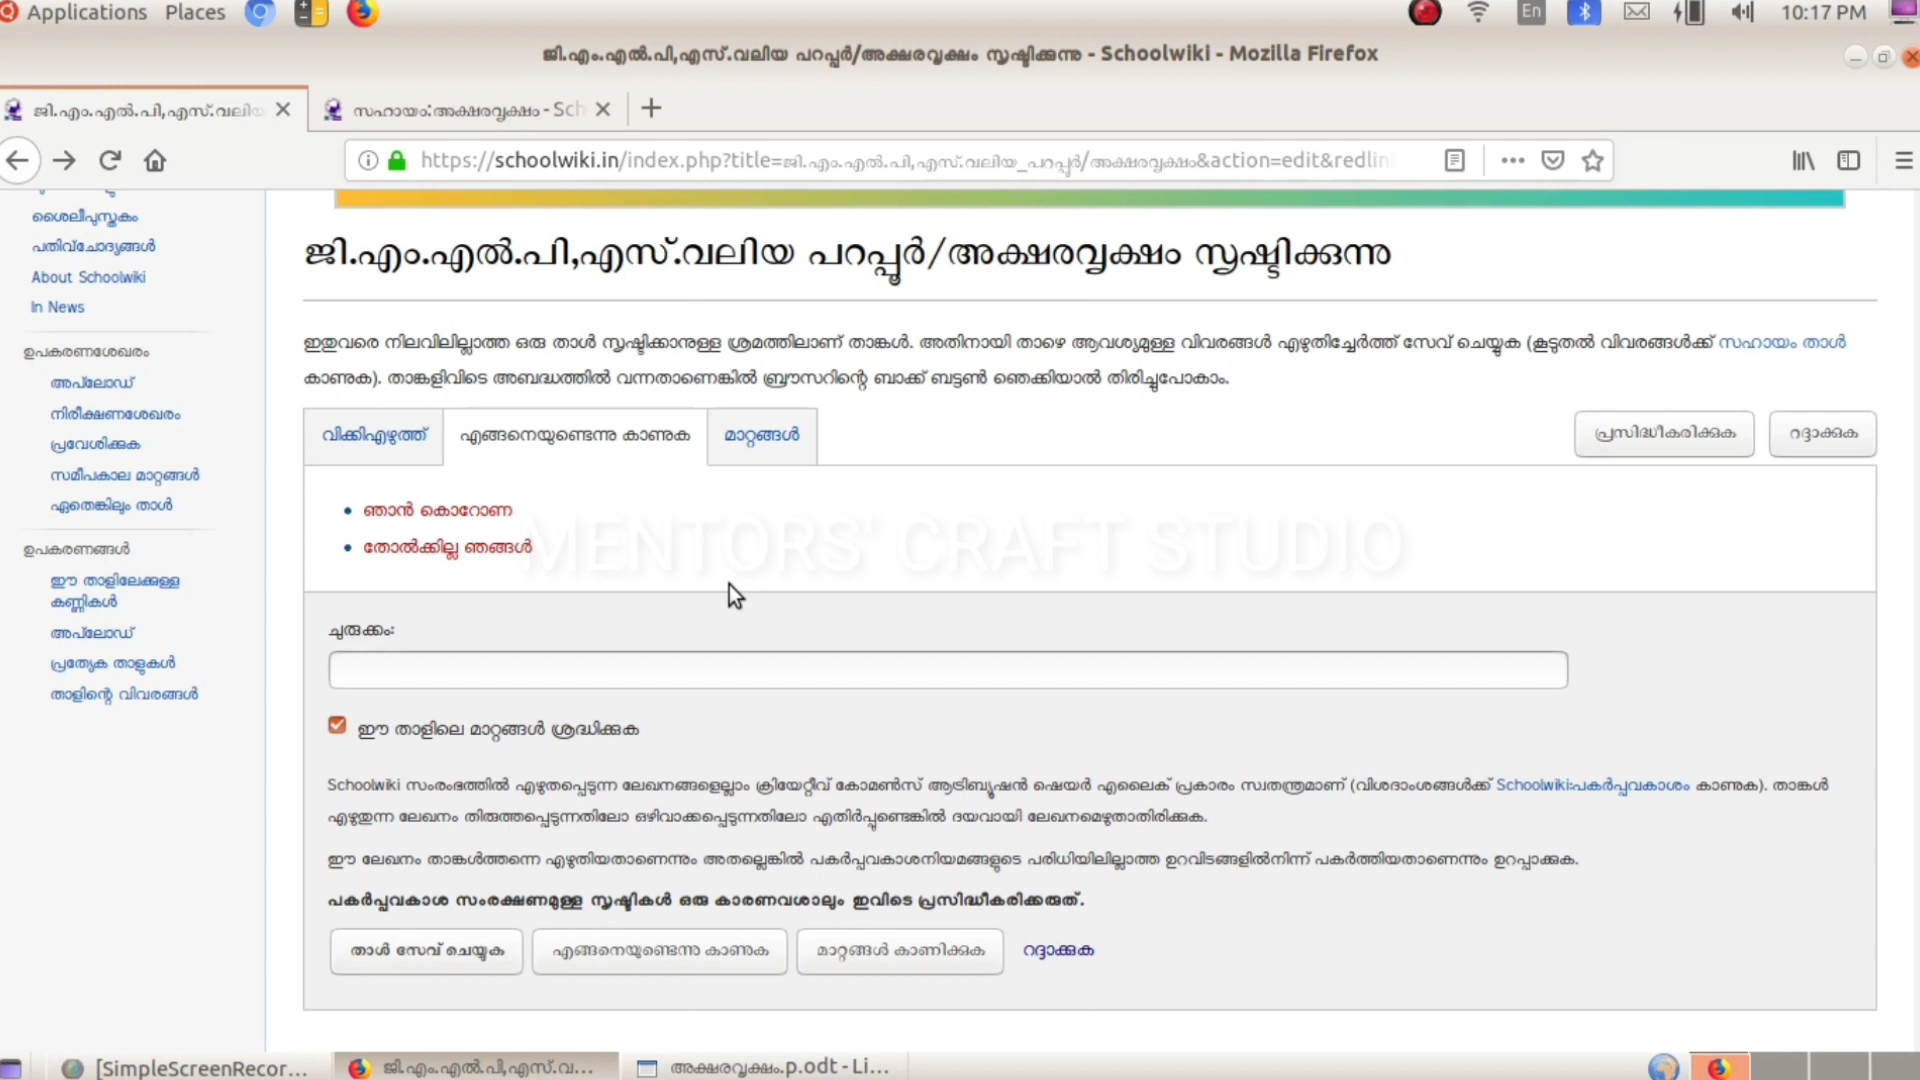 Applications Places En 10:17 PM
ജി.എം.എൽ.പി,എസ്.വലിയ പറപ്പൂർ/അക്ഷരവൃക്ഷം സൃഷ്ടിക്കുന്നു - Schoolwiki - Mozilla Firefox
ജി.എം.എൽ.പി,എസ്.വലിയ സഹായം:അക്ഷരവൃക്ഷം - Sch
https://schoolwiki.in/index.php?title=ജി.എം.എൽ.പി,എസ്.വലിയ_പറപ്പൂർ/അക്ഷരവൃക്ഷം&action=edit&redlin
ശൈലീപുസ്തകം
പതിവ്ചോദ്യങ്ങൾ
About Schoolwiki
In News
ഉപകരണശേഖരം
അപ്‌ലോഡ്
നിരീക്ഷണശേഖരം
പ്രവേശിക്കുക
സമീപകാല മാറ്റങ്ങൾ
ഏതെങ്കിലും താൾ
ഉപകരണങ്ങൾ
ഈ താളിലേക്കുള്ള
കണ്ണികൾ
അപ്‌ലോഡ്
പ്രത്യേക താളുകൾ
താളിന്റെ വിവരങ്ങൾ
ജി.എം.എൽ.പി,എസ്.വലിയ പറപ്പൂർ/അക്ഷരവൃക്ഷം സൃഷ്ടിക്കുന്നു
ഇതുവരെ നിലവിലില്ലാത്ത ഒരു താൾ സൃഷ്ടിക്കാനുള്ള ശ്രമത്തിലാണ് താങ്കൾ. അതിനായി താഴെ ആവശ്യമുള്ള വിവരങ്ങൾ എഴുതിച്ചേർത്ത് സേവ് ചെയ്യുക (കൂടുതൽ വിവരങ്ങൾക്ക് സഹായം താൾ
കാണുക). താങ്കളിവിടെ അബദ്ധത്തിൽ വന്നതാണെങ്കിൽ ബ്രൗസറിന്റെ ബാക്ക് ബട്ടൺ ഞെക്കിയാൽ തിരിച്ചുപോകാം.
വിക്കിഎഴുത്ത് എങ്ങനെയുണ്ടെന്നു കാണുക മാറ്റങ്ങൾ പ്രസിദ്ധീകരിക്കുക റദ്ദാക്കുക
ഞാൻ കൊറോണ
തോൽക്കില്ല ഞങ്ങൾ
MENTORS' CRAFT STUDIO
ചുരുക്കം:
ഈ താളിലെ മാറ്റങ്ങൾ ശ്രദ്ധിക്കുക
Schoolwiki സംരംഭത്തിൽ എഴുതപ്പെടുന്ന ലേഖനങ്ങളെല്ലാം ക്രിയേറ്റീവ് കോമൺസ് ആട്രിബ്യൂഷൻ ഷെയർ എലൈക് പ്രകാരം സ്വതന്ത്രമാണ് (വിശദാംശങ്ങൾക്ക് Schoolwiki:പകർപ്പവകാശം കാണുക). താങ്കൾ
എഴുതുന്ന ലേഖനം തിരുത്തപ്പെടുന്നതിലോ ഒഴിവാക്കപ്പെടുന്നതിലോ എതിർപ്പുണ്ടെങ്കിൽ ദയവായി ലേഖനമെഴുതാതിരിക്കുക.
ഈ ലേഖനം താങ്കൾത്തന്നെ എഴുതിയതാണെന്നും അതല്ലെങ്കിൽ പകർപ്പവകാശനിയമങ്ങളുടെ പരിധിയിലില്ലാത്ത ഉറവിടങ്ങളിൽനിന്ന് പകർത്തിയതാണെന്നും ഉറപ്പാക്കുക.
പകർപ്പവകാശ സംരക്ഷണമുള്ള സൃഷ്ടികൾ ഒരു കാരണവശാലും ഇവിടെ പ്രസിദ്ധീകരിക്കരുത്.
താൾ സേവ് ചെയ്യുക എങ്ങനെയുണ്ടെന്നു കാണുക മാറ്റങ്ങൾ കാണിക്കുക റദ്ദാക്കുക
[SimpleScreenRecor... ജി.എം.എൽ.പി,എസ്.വ... അക്ഷരവൃക്ഷം.p.odt - Li...